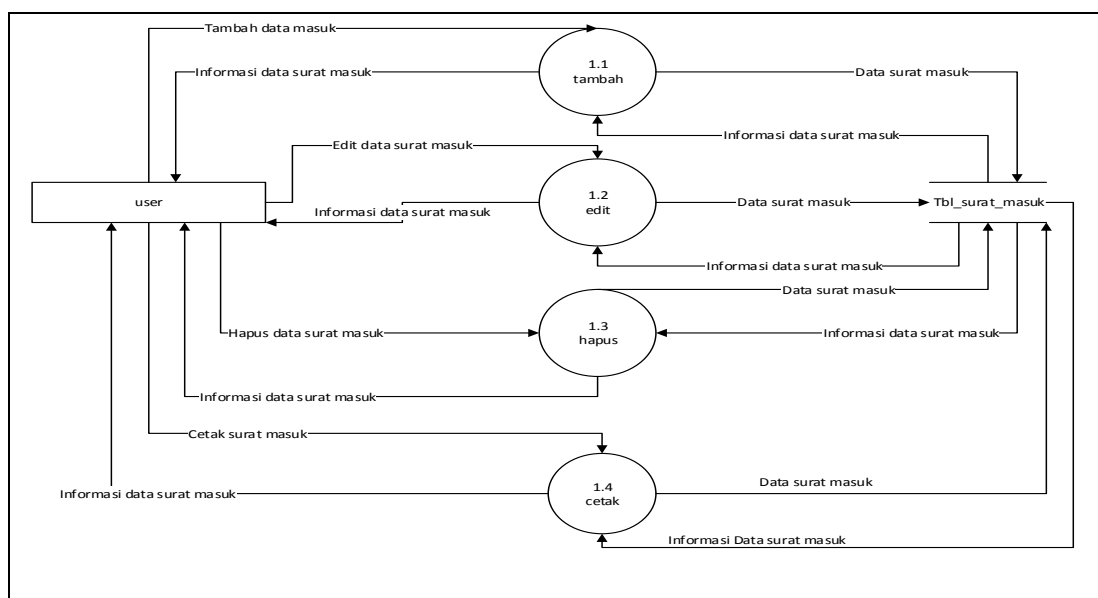 Tambah data masuk
1.1
tambah
Informasi data surat masuk
Data surat masuk
Informasi data surat masuk
Edit data surat masuk
1.2
edit
user
Informasi data surat masuk
Data surat masuk
Tbl_surat_masuk
Informasi data surat masuk
Data surat masuk
1.3
hapus
Hapus data surat masuk
Informasi data surat masuk
Informasi data surat masuk
Cetak surat masuk
1.4
cetak
Informasi data surat masuk
Data surat masuk
Informasi Data surat masuk